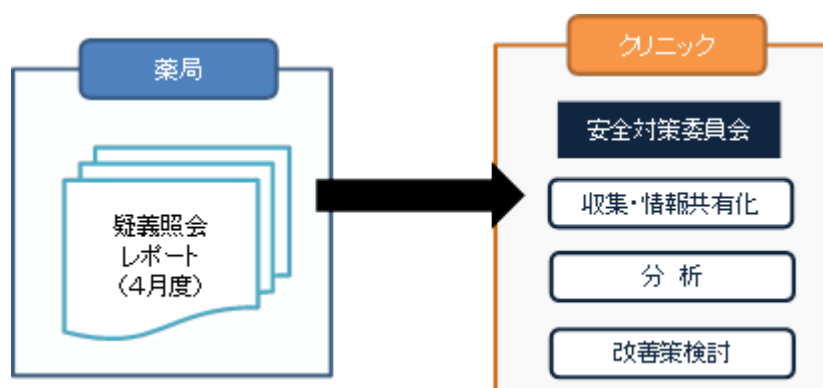 薬局
疑義照会
レポート
（４月度）
クリニック
安全対策委員会
収集・情報共有化
分 析
改善策検討